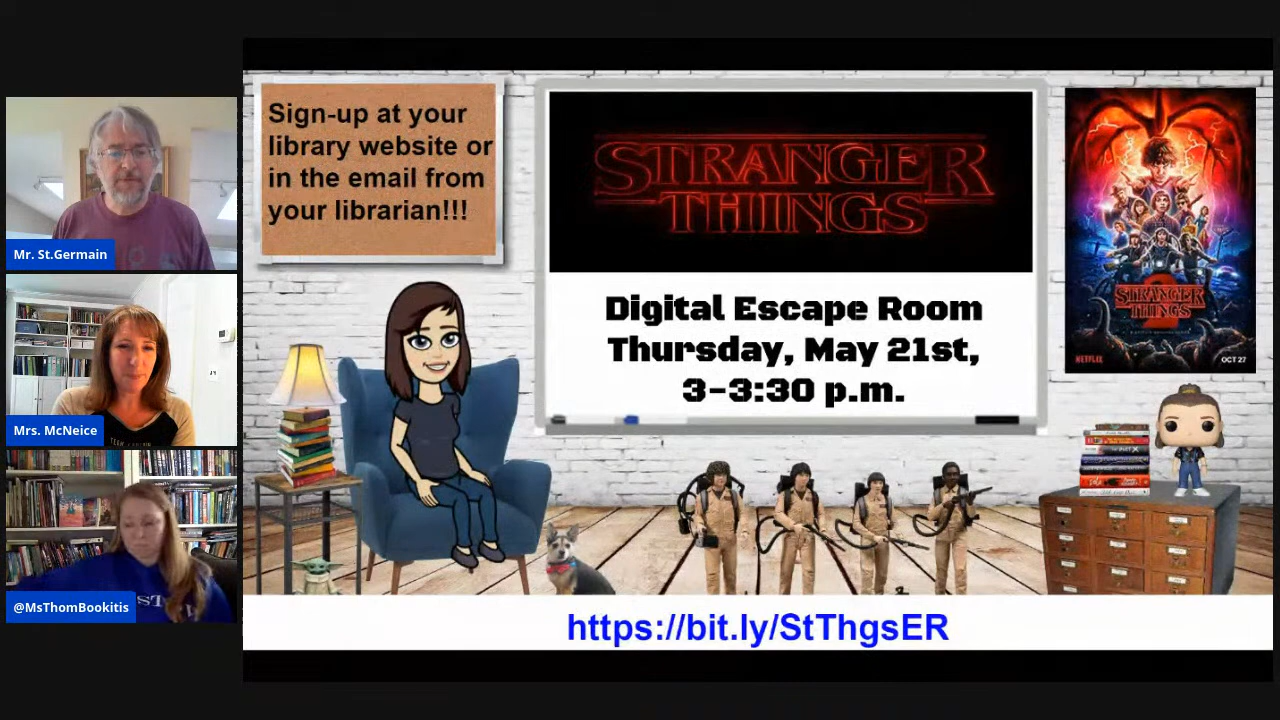 Sign-up at your
library website or
in the email from
your librarian!!!
STRANGER
THINGS
Digital Escape Room
Thursday, May 21st,
3-3:30 p.m.
STRANGER
THINGS
2
NETFLIX
OCT 27
Mr. St.Germain
Mrs. McNeice
@MsThomBookitis
https://bit.ly/StThgsER